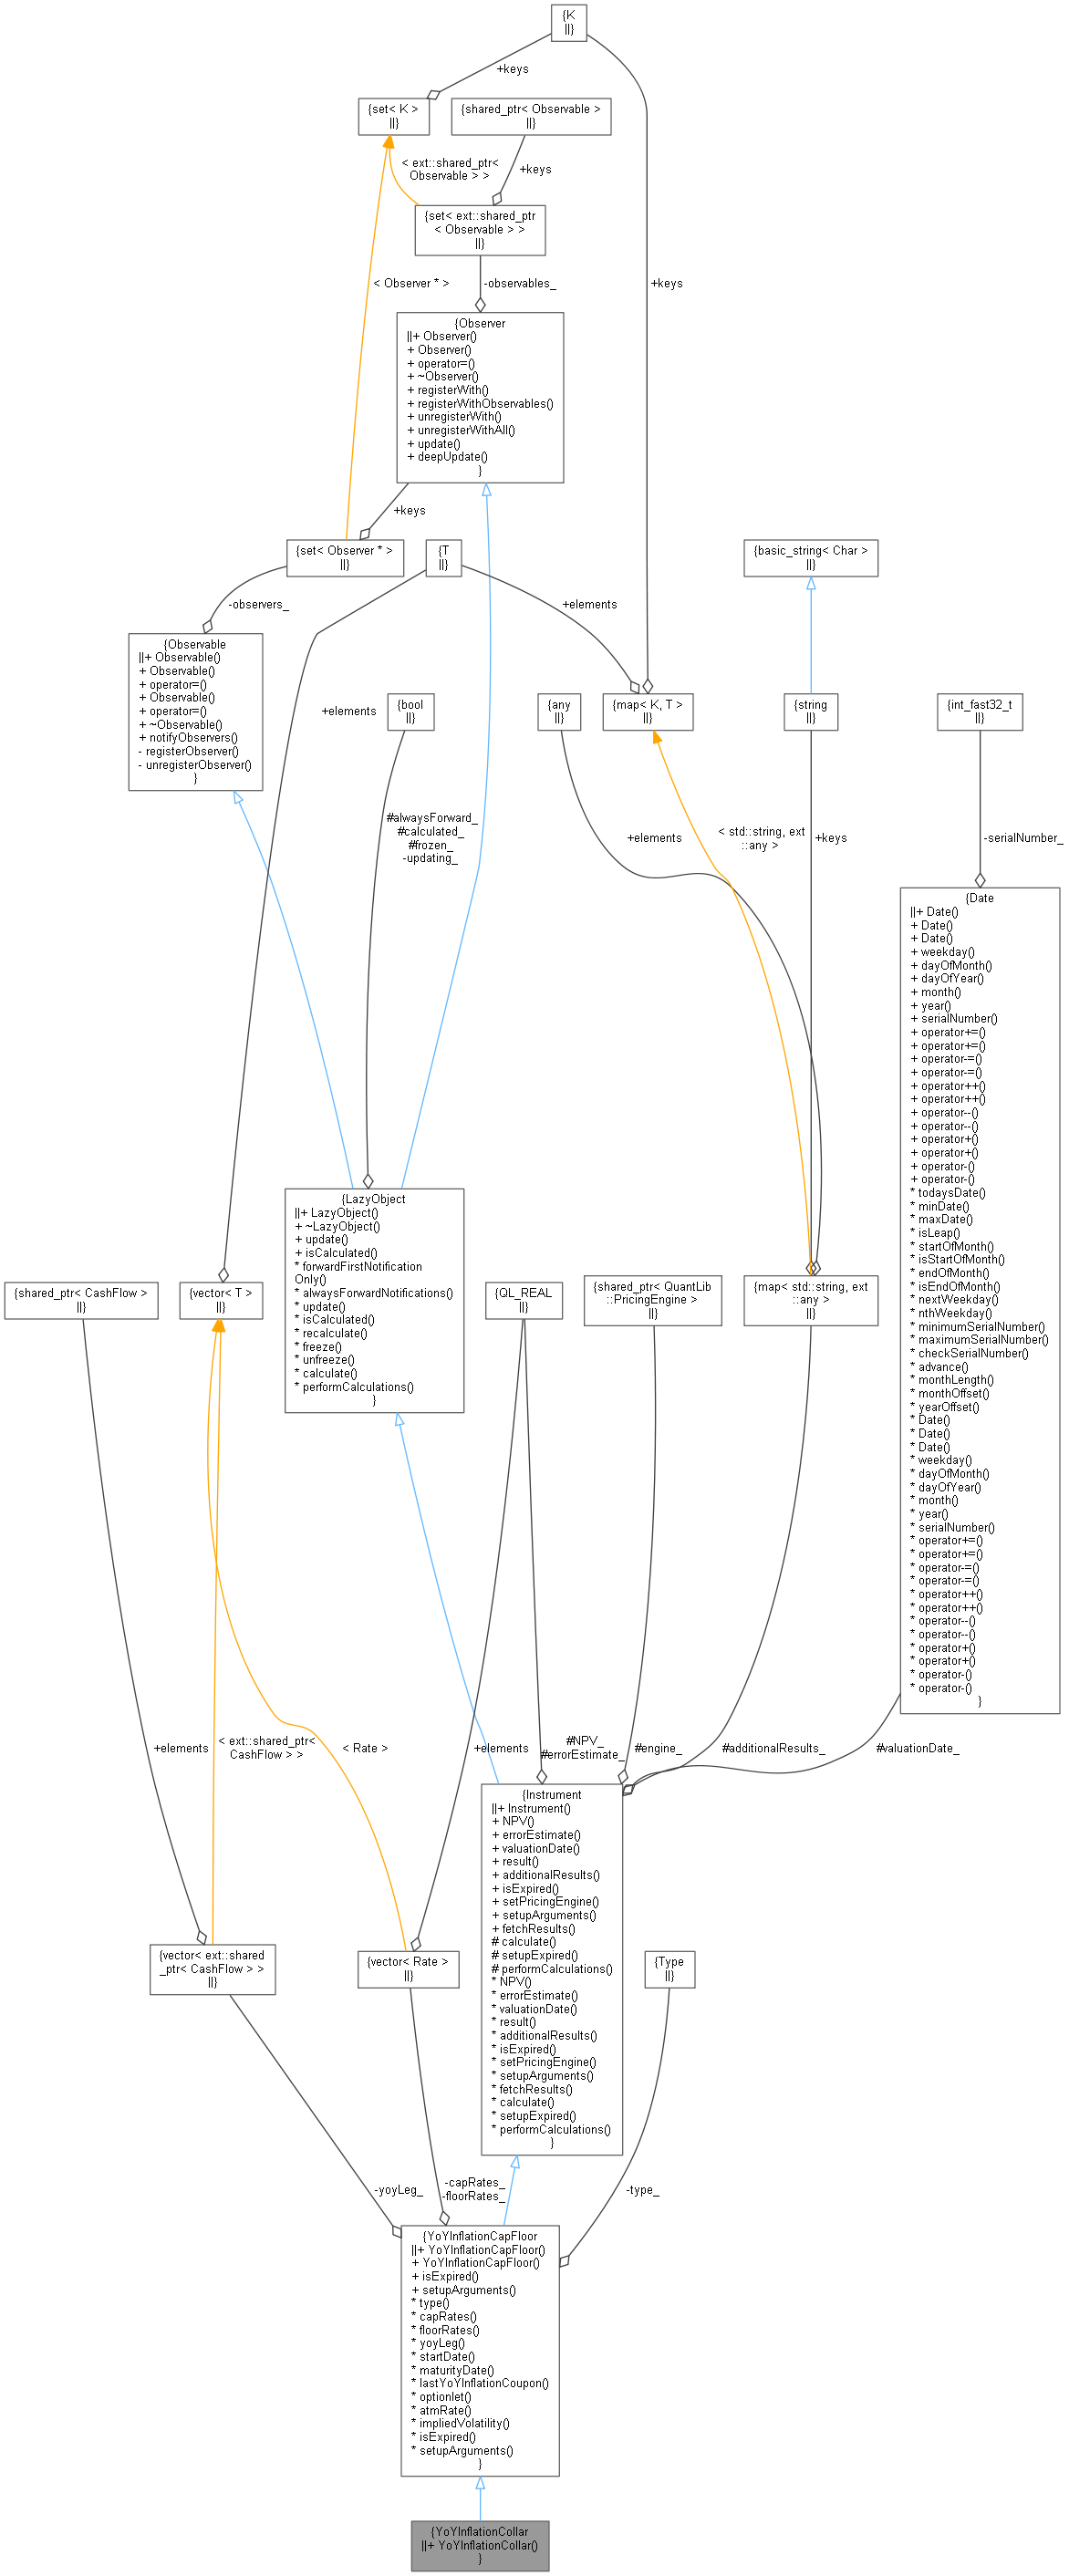 {K
||}
+keys
{set< K >
||}
{shared_ptr< Observable >
||}
< ext::shared_ptr<
Observable > >
+keys
{set< ext::shared_ptr
< Observable > >
||}
< Observer * >
-observables_
+keys
{Observer
||+ Observer()
+ Observer()
+ operator=()
+ ~Observer()
+ registerWith()
+ registerWithObservables()
+ unregisterWith()
+ unregisterWithAll()
+ update()
+ deepUpdate()
}
+keys
{set< Observer * >
||}
{T
||}
{basic_string< Char >
||}
-observers_
+elements
{Observable
||+ Observable()
+ Observable()
+ operator=()
+ Observable()
+ operator=()
+ ~Observable()
+ notifyObservers()
- registerObserver()
- unregisterObserver()
}
+elements
{bool
||}
{any
||}
{map< K, T >
||}
{string
||}
{int_fast32_t
||}
#alwaysForward_
#calculated_
#frozen_
-updating_
+elements
< std::string, ext
::any >
+keys
-serialNumber_
{Date
||+ Date()
+ Date()
+ Date()
+ weekday()
+ dayOfMonth()
+ dayOfYear()
+ month()
+ year()
+ serialNumber()
+ operator+=()
+ operator+=()
+ operator-=()
+ operator-=()
+ operator++()
+ operator++()
+ operator--()
+ operator--()
+ operator+()
+ operator+()
+ operator-()
+ operator-()
* todaysDate()
* minDate()
* maxDate()
* isLeap()
* startOfMonth()
* isStartOfMonth()
* endOfMonth()
* isEndOfMonth()
* nextWeekday()
* nthWeekday()
* minimumSerialNumber()
* maximumSerialNumber()
* checkSerialNumber()
* advance()
* monthLength()
* monthOffset()
* yearOffset()
* Date()
* Date()
* Date()
* weekday()
* dayOfMonth()
* dayOfYear()
* month()
* year()
* serialNumber()
* operator+=()
* operator+=()
* operator-=()
* operator-=()
* operator++()
* operator++()
* operator--()
* operator--()
* operator+()
* operator+()
* operator-()
* operator-()
}
{LazyObject
||+ LazyObject()
+ ~LazyObject()
+ update()
+ isCalculated()
* forwardFirstNotification
Only()
* alwaysForwardNotifications()
* update()
* isCalculated()
* recalculate()
* freeze()
* unfreeze()
* calculate()
* performCalculations()
}
{shared_ptr< CashFlow >
||}
{vector< T >
||}
{QL_REAL
||}
{shared_ptr< QuantLib
::PricingEngine >
||}
{map< std::string, ext
::any >
||}
+elements
< ext::shared_ptr<
CashFlow > >
< Rate >
+elements
#NPV_
#errorEstimate_
#engine_
#additionalResults_
#valuationDate_
{Instrument
||+ Instrument()
+ NPV()
+ errorEstimate()
+ valuationDate()
+ result()
+ additionalResults()
+ isExpired()
+ setPricingEngine()
+ setupArguments()
+ fetchResults()
# calculate()
# setupExpired()
# performCalculations()
* NPV()
* errorEstimate()
* valuationDate()
* result()
* additionalResults()
* isExpired()
* setPricingEngine()
* setupArguments()
* fetchResults()
* calculate()
* setupExpired()
* performCalculations()
}
{vector< ext::shared
_ptr< CashFlow > >
||}
{vector< Rate >
||}
{Type
||}
-yoyLeg_
-capRates_
-floorRates_
-type_
{YoYInflationCapFloor
||+ YoYInflationCapFloor()
+ YoYInflationCapFloor()
+ isExpired()
+ setupArguments()
* type()
* capRates()
* floorRates()
* yoyLeg()
* startDate()
* maturityDate()
* lastYoYInflationCoupon()
* optionlet()
* atmRate()
* impliedVolatility()
* isExpired()
* setupArguments()
}
{YoYInflationCollar
||+ YoYInflationCollar()
}